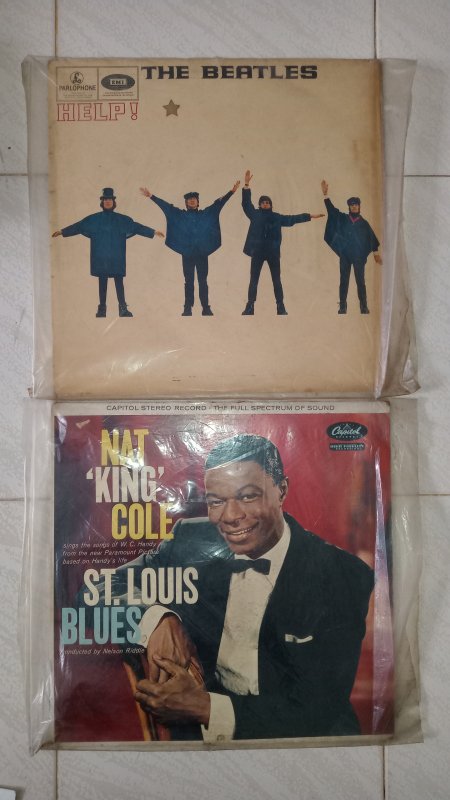 PARLOPHONE
EMI
THE BEATLES
HELP!
CAPITOL STEREO RECORD · THE FULL SPECTRUM OF SOUND
Capitol
NAT
'KING'
COLE
sings the songs of W. C. Handy
from the new Paramount Picture
based on Handy's life
ST. LOUIS
BLUES
conducted by Nelson Riddle